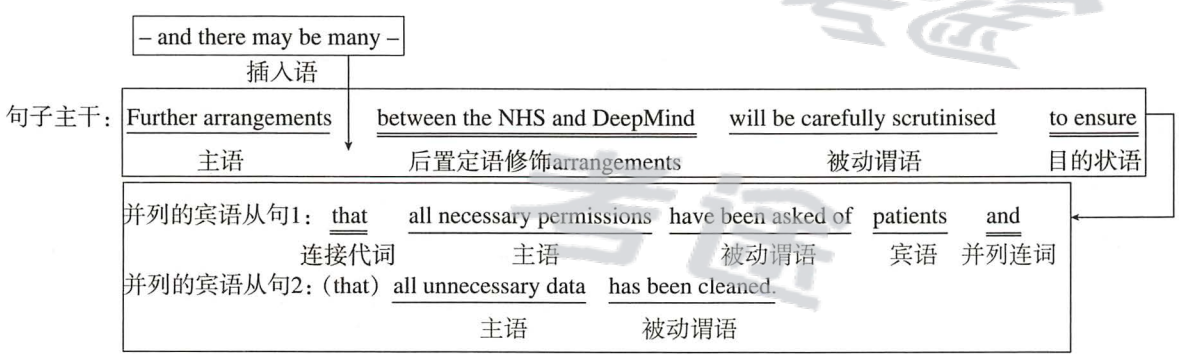 – and there may be many –
插入语
句子主干：Further arrangements between the NHS and DeepMind will be carefully scrutinised to ensure
主语 后置定语修饰arrangements 被动谓语 目的状语
并列的宾语从句1：that all necessary permissions have been asked of patients and
连接代词 主语 被动谓语 宾语 并列连词
并列的宾语从句2：(that) all unnecessary data has been cleaned.
主语 被动谓语
考途
考途